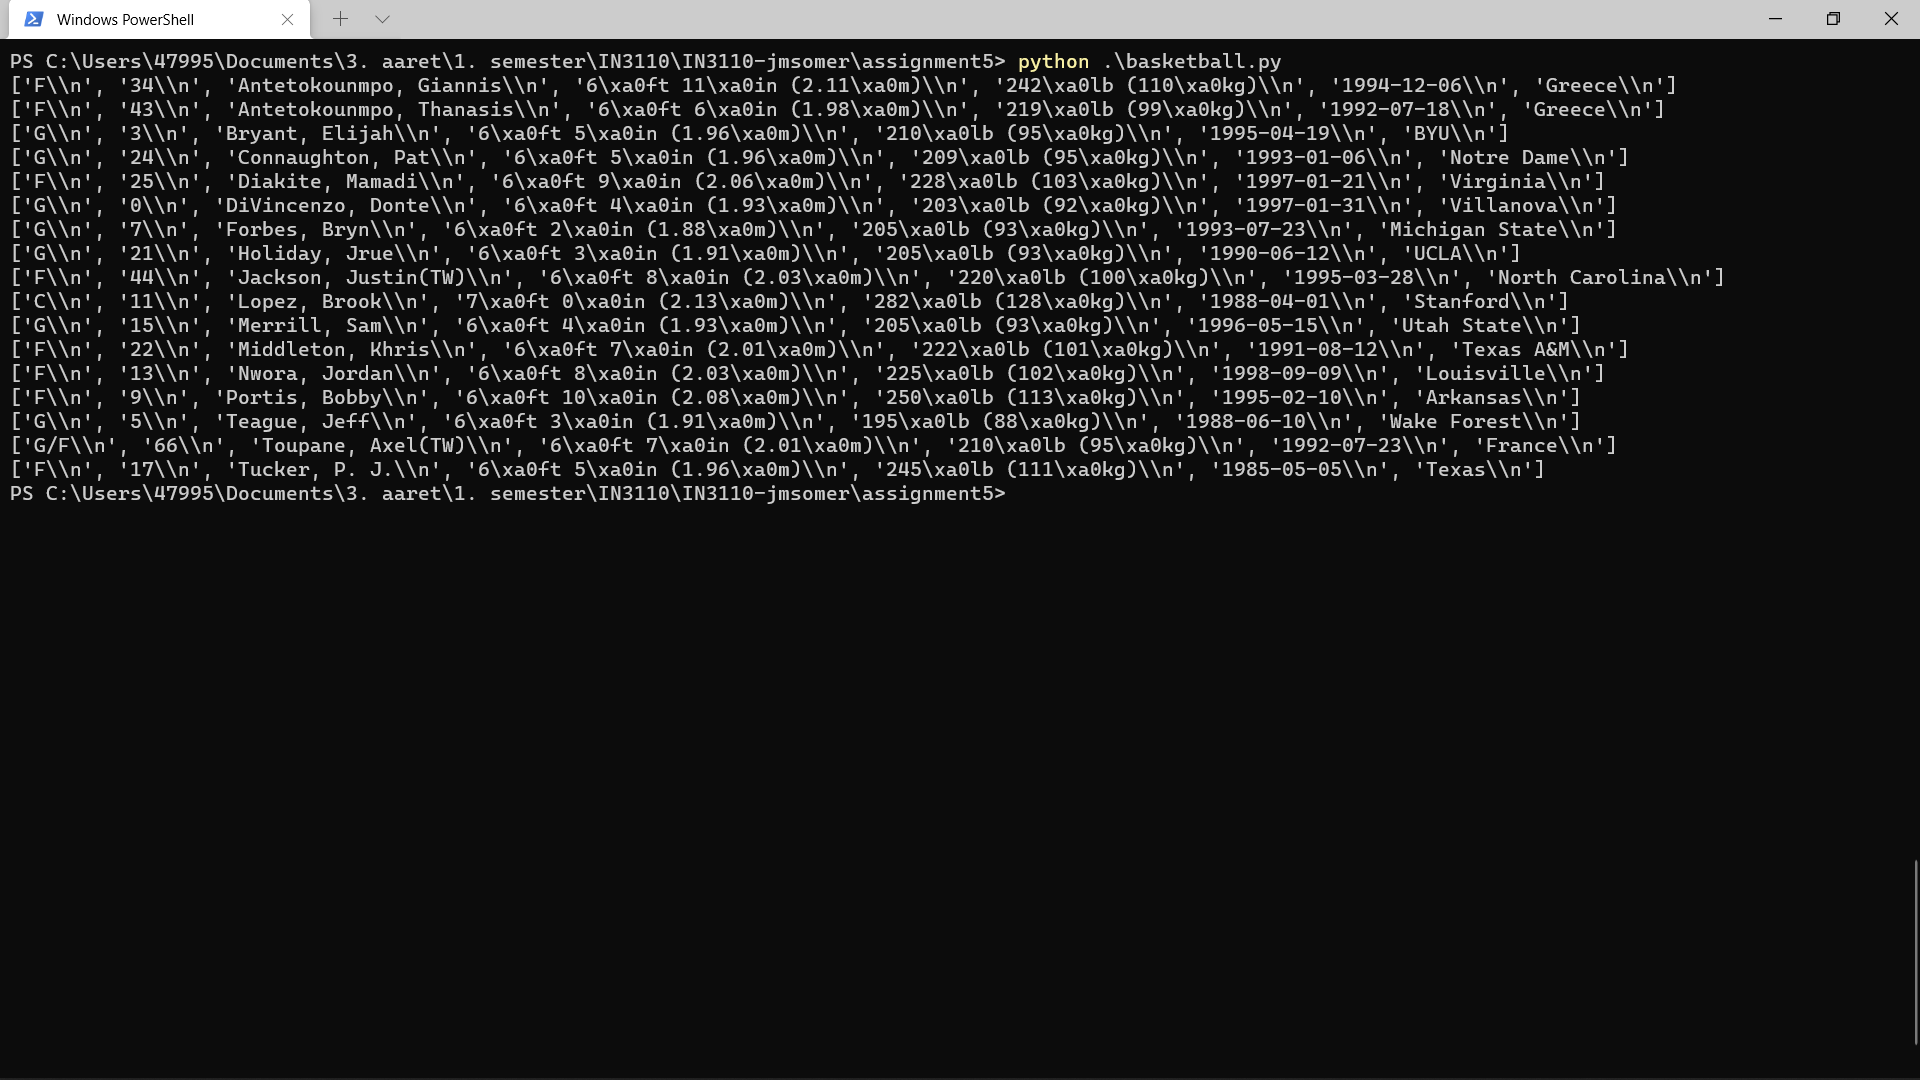 Windows PowerShell
PS C:\Users\47995\Documents\3. aaret\1. semester\IN3110\IN3110-jmsomer\assignment5> python .\basketball.py
['F\\n', '34\\n', 'Antetokounmpo, Giannis\\n', '6\xa0ft 11\xa0in (2.11\xa0m)\\n', '242\xa0lb (110\xa0kg)\\n', '1994-12-06\\n', 'Greece\\n']
['F\\n', '43\\n', 'Antetokounmpo, Thanasis\\n', '6\xa0ft 6\xa0in (1.98\xa0m)\\n', '219\xa0lb (99\xa0kg)\\n', '1992-07-18\\n', 'Greece\\n']
['G\\n', '3\\n', 'Bryant, Elijah\\n', '6\xa0ft 5\xa0in (1.96\xa0m)\\n', '210\xa0lb (95\xa0kg)\\n', '1995-04-19\\n', 'BYU\\n']
['G\\n', '24\\n', 'Connaughton, Pat\\n', '6\xa0ft 5\xa0in (1.96\xa0m)\\n', '209\xa0lb (95\xa0kg)\\n', '1993-01-06\\n', 'Notre Dame\\n']
['F\\n', '25\\n', 'Diakite, Mamadi\\n', '6\xa0ft 9\xa0in (2.06\xa0m)\\n', '228\xa0lb (103\xa0kg)\\n', '1997-01-21\\n', 'Virginia\\n']
['G\\n', '0\\n', 'DiVincenzo, Donte\\n', '6\xa0ft 4\xa0in (1.93\xa0m)\\n', '203\xa0lb (92\xa0kg)\\n', '1997-01-31\\n', 'Villanova\\n']
['G\\n', '7\\n', 'Forbes, Bryn\\n', '6\xa0ft 2\xa0in (1.88\xa0m)\\n', '205\xa0lb (93\xa0kg)\\n', '1993-07-23\\n', 'Michigan State\\n']
['G\\n', '21\\n', 'Holiday, Jrue\\n', '6\xa0ft 3\xa0in (1.91\xa0m)\\n', '205\xa0lb (93\xa0kg)\\n', '1990-06-12\\n', 'UCLA\\n']
['F\\n', '44\\n', 'Jackson, Justin(TW)\\n', '6\xa0ft 8\xa0in (2.03\xa0m)\\n', '220\xa0lb (100\xa0kg)\\n', '1995-03-28\\n', 'North Carolina\\n']
['C\\n', '11\\n', 'Lopez, Brook\\n', '7\xa0ft 0\xa0in (2.13\xa0m)\\n', '282\xa0lb (128\xa0kg)\\n', '1988-04-01\\n', 'Stanford\\n']
['G\\n', '15\\n', 'Merrill, Sam\\n', '6\xa0ft 4\xa0in (1.93\xa0m)\\n', '205\xa0lb (93\xa0kg)\\n', '1996-05-15\\n', 'Utah State\\n']
['F\\n', '22\\n', 'Middleton, Khris\\n', '6\xa0ft 7\xa0in (2.01\xa0m)\\n', '222\xa0lb (101\xa0kg)\\n', '1991-08-12\\n', 'Texas A&M\\n']
['F\\n', '13\\n', 'Nwora, Jordan\\n', '6\xa0ft 8\xa0in (2.03\xa0m)\\n', '225\xa0lb (102\xa0kg)\\n', '1998-09-09\\n', 'Louisville\\n']
['F\\n', '9\\n', 'Portis, Bobby\\n', '6\xa0ft 10\xa0in (2.08\xa0m)\\n', '250\xa0lb (113\xa0kg)\\n', '1995-02-10\\n', 'Arkansas\\n']
['G\\n', '5\\n', 'Teague, Jeff\\n', '6\xa0ft 3\xa0in (1.91\xa0m)\\n', '195\xa0lb (88\xa0kg)\\n', '1988-06-10\\n', 'Wake Forest\\n']
['G/F\\n', '66\\n', 'Toupane, Axel(TW)\\n', '6\xa0ft 7\xa0in (2.01\xa0m)\\n', '210\xa0lb (95\xa0kg)\\n', '1992-07-23\\n', 'France\\n']
['F\\n', '17\\n', 'Tucker, P. J.\\n', '6\xa0ft 5\xa0in (1.96\xa0m)\\n', '245\xa0lb (111\xa0kg)\\n', '1985-05-05\\n', 'Texas\\n']
PS C:\Users\47995\Documents\3. aaret\1. semester\IN3110\IN3110-jmsomer\assignment5>